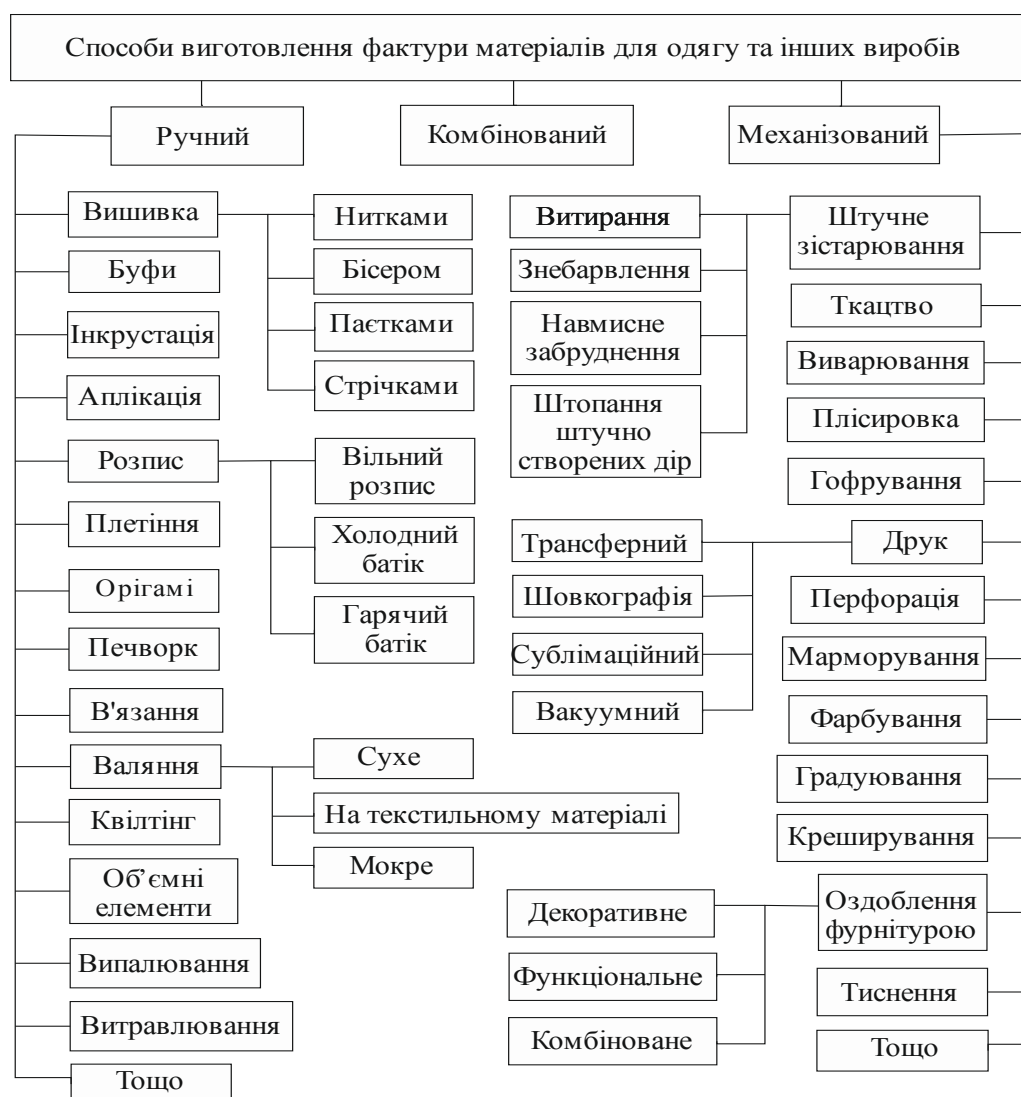 Способи виготовлення фактури матеріалів для одягу та інших виробів
Ручний
Комбінований
Механізований
Вишивка
Буфи
Інкрустація
Аплікація
Розпис
Плетіння
Орігамі
Печворк
В'язання
Валяння
Квілтінг
Об’ємні
елементи
Випалювання
Витравлювання
Тощо
Нитками
Бісером
Паєтками
Стрічками
Вільний
розпис
Холодний
батік
Гарячий
батік
Сухе
На текстильному матеріалі
Мокре
Витирання
Знебарвлення
Навмисне
забруднення
Штопання
штучно
створених дір
Трансферний
Шовкографія
Сублімаційний
Вакуумний
Декоративне
Функціональне
Комбіноване
Штучне
зістарювання
Ткацтво
Виварювання
Плісировка
Гофрування
Друк
Перфорація
Марморування
Фарбування
Градуювання
Креширування
Оздоблення
фурнітурою
Тиснення
Тощо